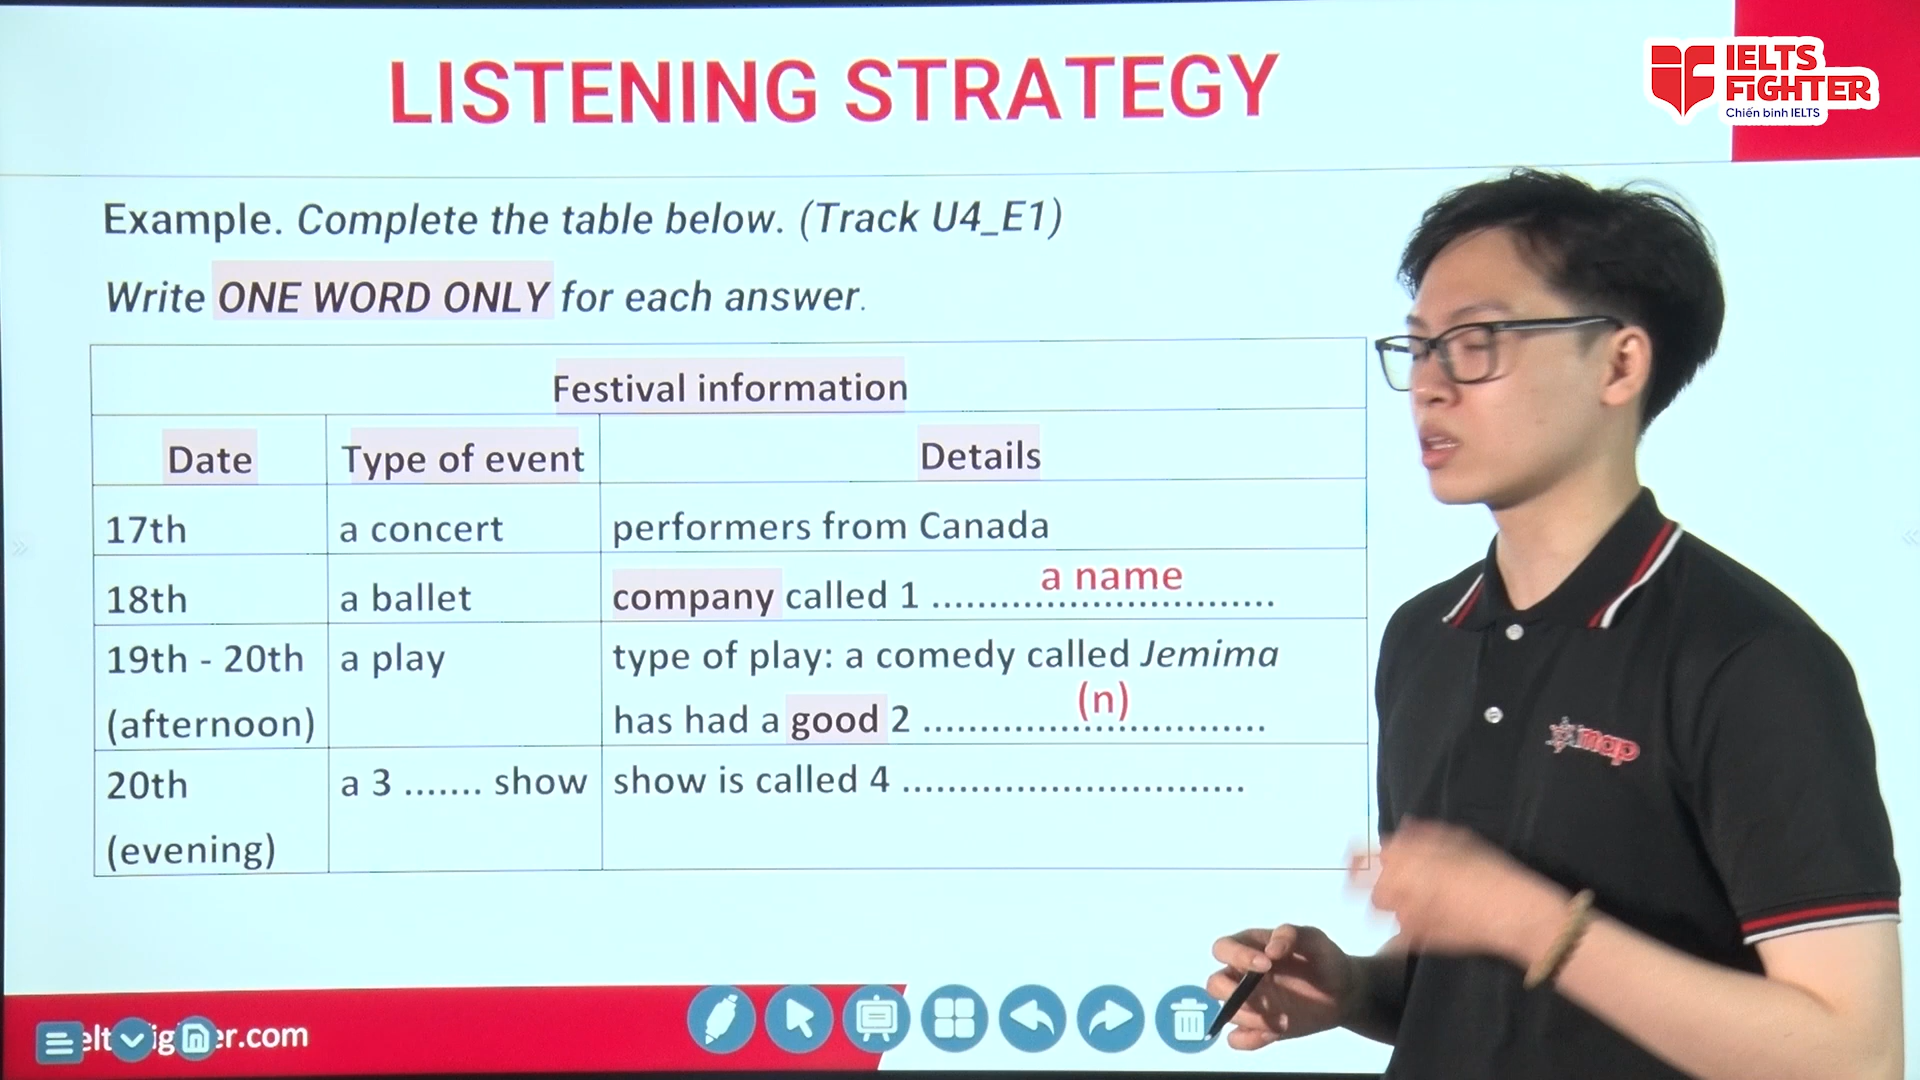 LISTENING STRATEGY
IELTS
FIGHTER
Chiến binh IELTS
Example. Complete the table below. (Track U4_E1)
Write ONE WORD ONLY for each answer.
Festival information
Date Type of event Details
17th a concert performers from Canada
a name
18th a ballet company called 1 ..............................
19th - 20th a play type of play: a comedy called Jemima
(n)
(afternoon) has had a good 2 ..............................
20th a 3 ....... show show is called 4 ..............................
(evening)
map
er.com